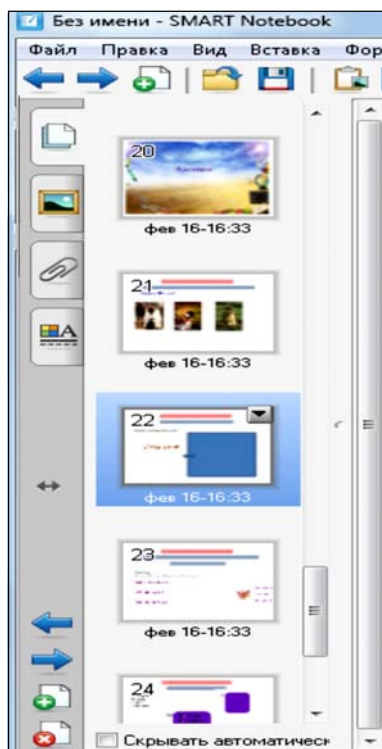 Без имени - SMART Notebook
Файл Правка Вид Вставка Фор
20
фев 16-16:33
21
фев 16-16:33
22
фев 16-16:33
23
фев 16-16:33
24
Скрывать автоматическ